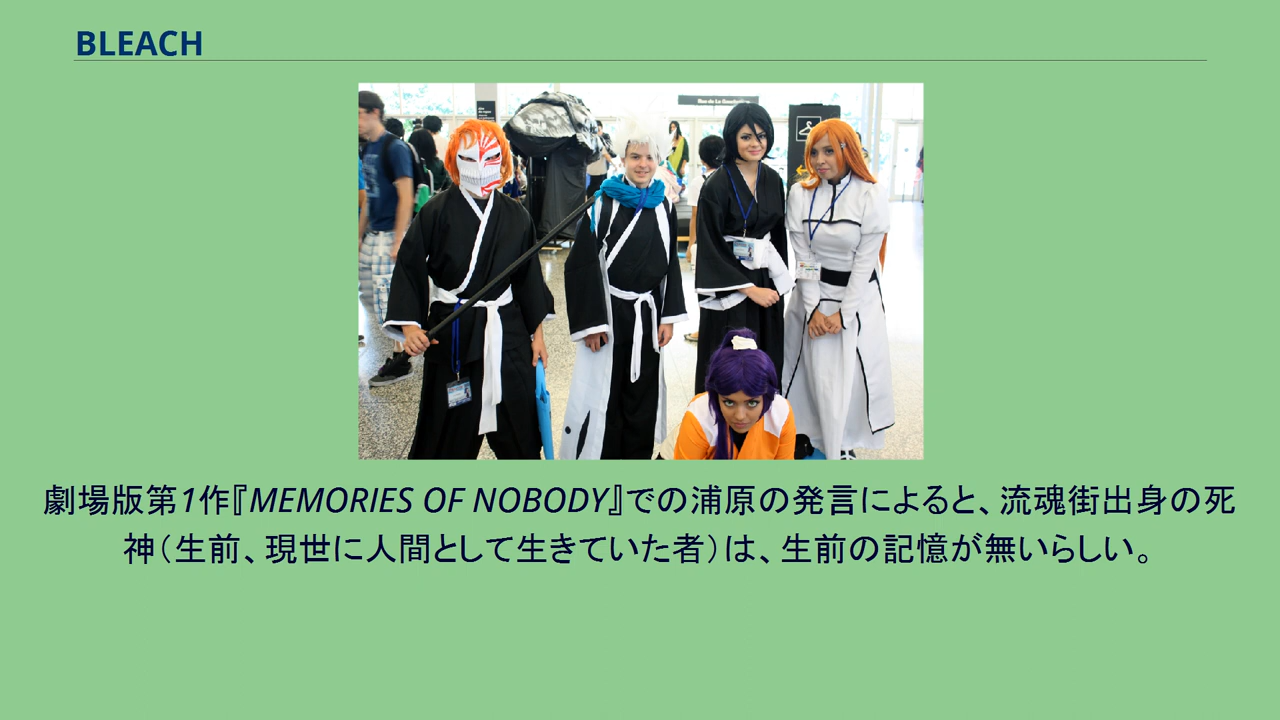 BLEACH
劇場版第1作『MEMORIES OF NOBODY』での浦原の発言によると、流魂街出身の死
神（生前、現世に人間として生きていた者）は、生前の記憶が無いらしい。